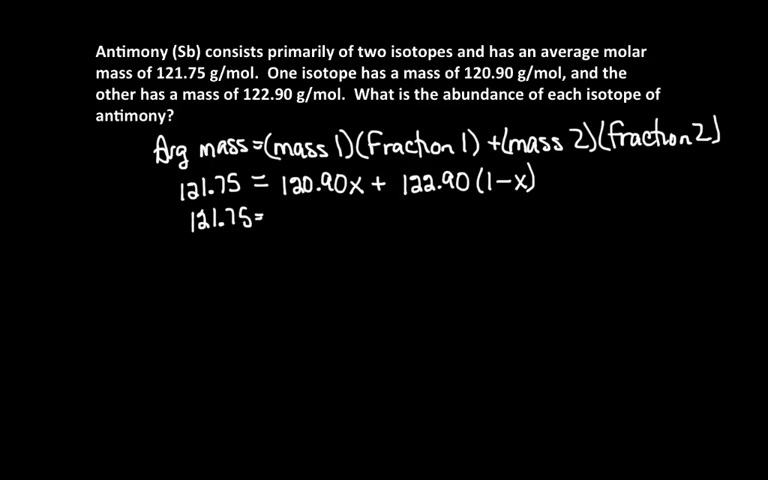 Antimony (Sb) consists primarily of two isotopes and has an average molar
mass of 121.75 g/mol.  One isotope has a mass of 120.90 g/mol, and the
other has a mass of 122.90 g/mol.  What is the abundance of each isotope of
antimony?
Avg mass=(mass 1)(Fraction 1) +(mass 2)(fraction 2)
121.75 = 120.90x + 122.90 (1-x)
121.75=